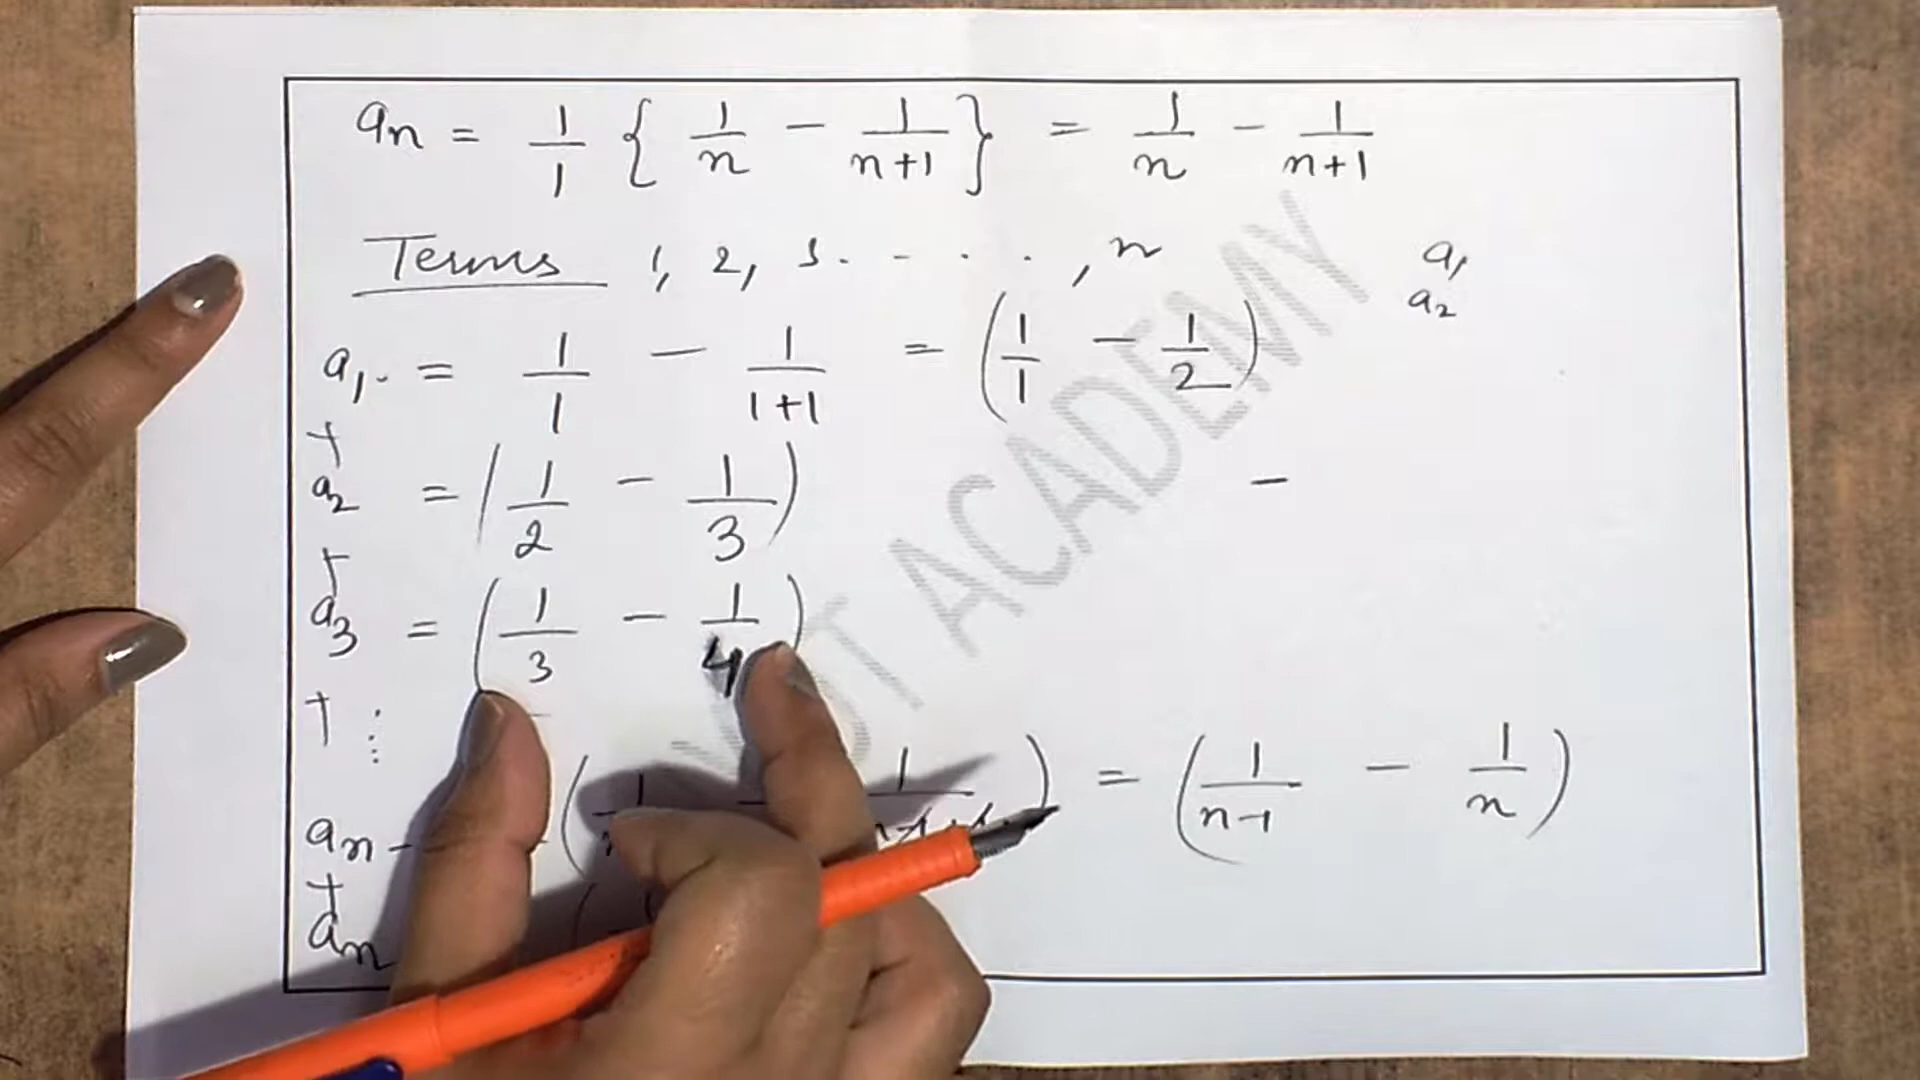 an = 1/1 { 1/n - 1/n+1 } = 1/n - 1/n+1
Terms 1, 2, 3. - . . , n a1
a2
a1. = 1/1 - 1/1+1 = (1/1 - 1/2)
+
a2 = (1/2 - 1/3) -
+
a3 = (1/3 - 1/4)
+ ⋮
an- = (1/n-1 - 1/n)
+
an
ACADEMY